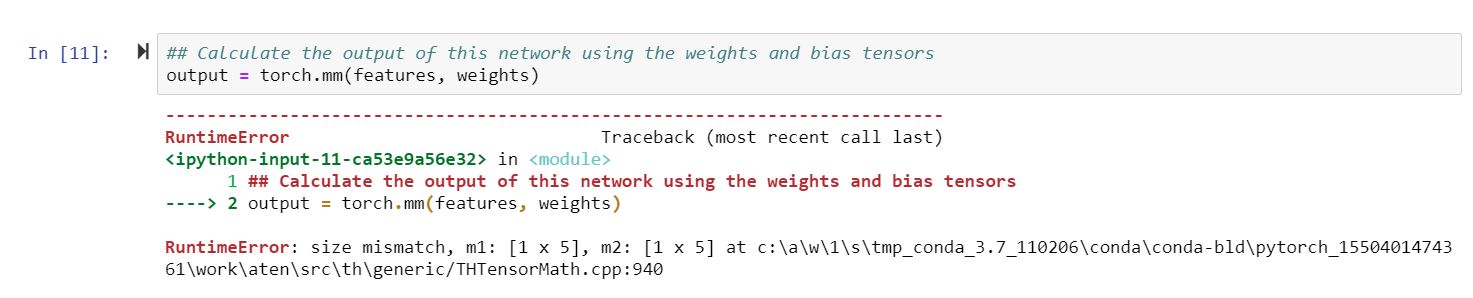 In [11]: ## Calculate the output of this network using the weights and bias tensors
output = torch.mm(features, weights)
---------------------------------------------------------------------------
RuntimeError                              Traceback (most recent call last)
<ipython-input-11-ca53e9a56e32> in <module>
      1 ## Calculate the output of this network using the weights and bias tensors
----> 2 output = torch.mm(features, weights)
RuntimeError: size mismatch, m1: [1 x 5], m2: [1 x 5] at c:\a\w\1\s\tmp_conda_3.7_110206\conda\conda-bld\pytorch_15504014743
61\work\aten\src\th\generic/THTensorMath.cpp:940